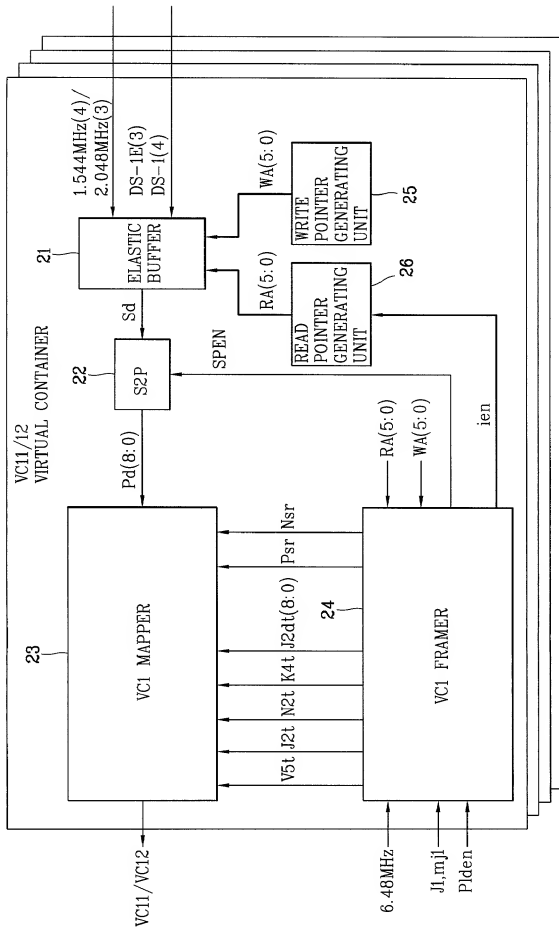 VC11/12
VIRTUAL CONTAINER
1.544MHz(4)/
2.048MHz(3)
DS-1E(3)
DS-1(4)
21
ELASTIC
BUFFER
Sd
22
S2P
Pd(8:0)
23
VC1 MAPPER
VC11/VC12
WA(5:0)
WRITE
POINTER
GENERATING
UNIT
25
RA(5:0)
READ
POINTER
GENERATING
UNIT
26
SPEN
ien
RA(5:0)
WA(5:0)
V5t
J2t
N2t
K4t
J2dt(8:0)
Psr
Nsr
24
VC1 FRAMER
6.48MHz
J1,mj1
Plden